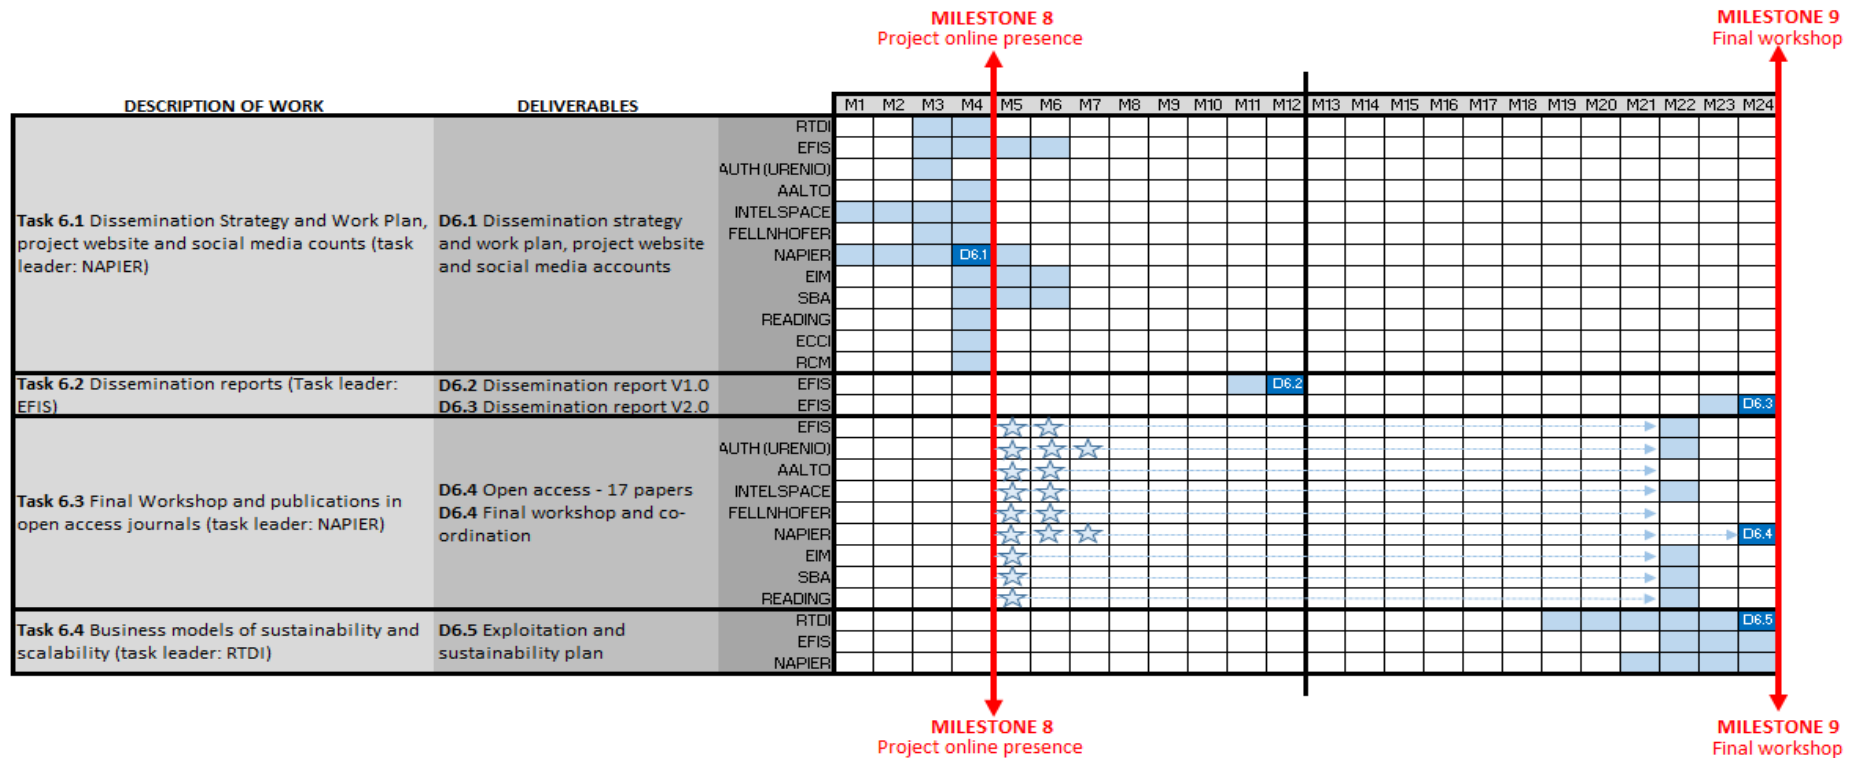 MILESTONE 8
Project online presence
MILESTONE 9
Final workshop
DESCRIPTION OF WORK
DELIVERABLES
M1 M2 M3 M4 M5 M6 M7 M8 M9 M10 M11 M12 M13 M14 M15 M16 M17 M18 M19 M20 M21 M22 M23 M24
Task 6.1 Dissemination Strategy and Work Plan,
project website and social media counts (task
leader: NAPIER)
D6.1 Dissemination strategy
and work plan, project website
and social media accounts
RTDI
EFIS
AUTH (URENIO)
AALTO
INTELSPACE
FELLNHOFER
NAPIER
D6.1
EIM
SBA
READING
ECCI
RCM
Task 6.2 Dissemination reports (Task leader:
EFIS)
D6.2 Dissemination report V1.0
D6.3 Dissemination report V2.0
EFIS
D6.2
EFIS
D6.3
Task 6.3 Final Workshop and publications in
open access journals (task leader: NAPIER)
D6.4 Open access - 17 papers
D6.4 Final workshop and co-
ordination
EFIS
AUTH (URENIO)
AALTO
INTELSPACE
FELLNHOFER
NAPIER
D6.4
EIM
SBA
READING
Task 6.4 Business models of sustainability and
scalability (task leader: RTDI)
D6.5 Exploitation and
sustainability plan
RTDI
D6.5
EFIS
NAPIER
MILESTONE 8
Project online presence
MILESTONE 9
Final workshop